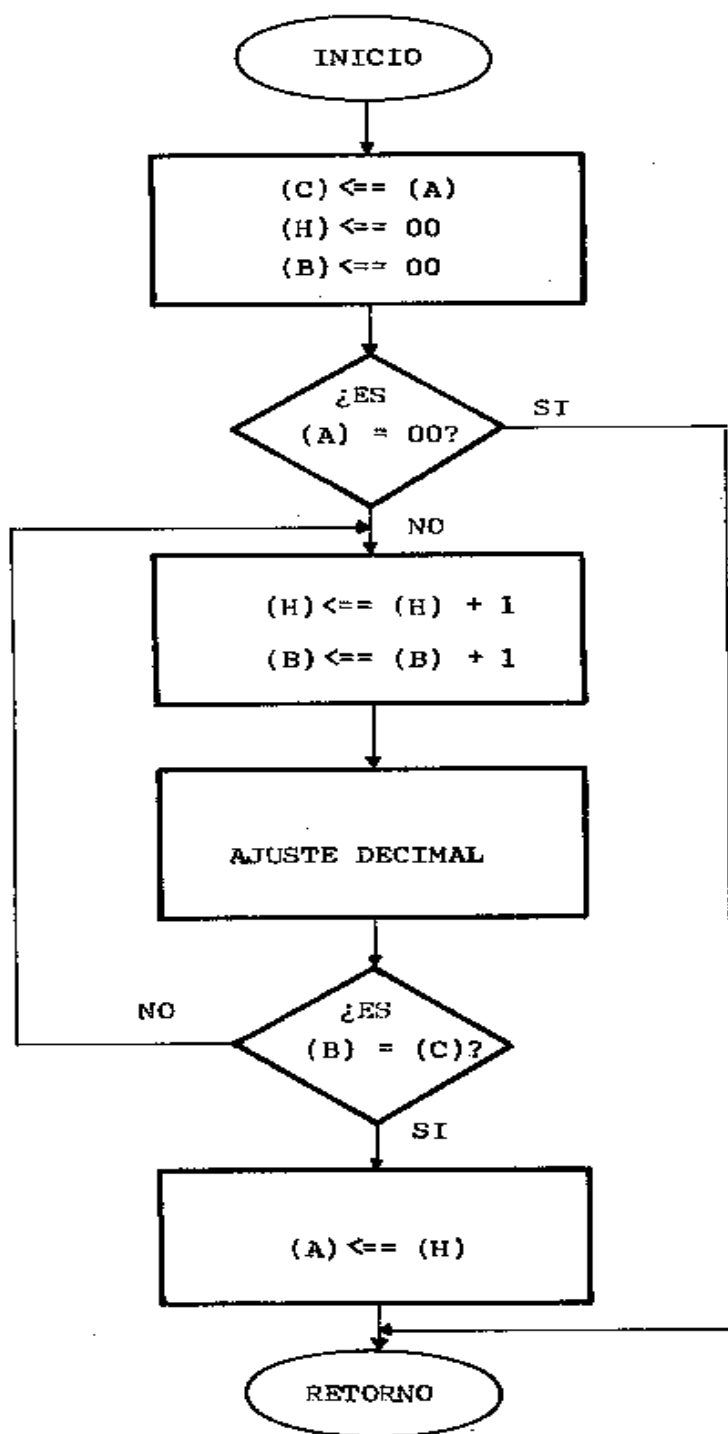 INICIO
(C) <== (A)
(H) <== 00
(B) <== 00
¿ES
(A) = 00?
SI
NO
(H) <== (H) + 1
(B) <== (B) + 1
AJUSTE DECIMAL
NO
¿ES
(B) = (C)?
SI
(A) <== (H)
RETORNO